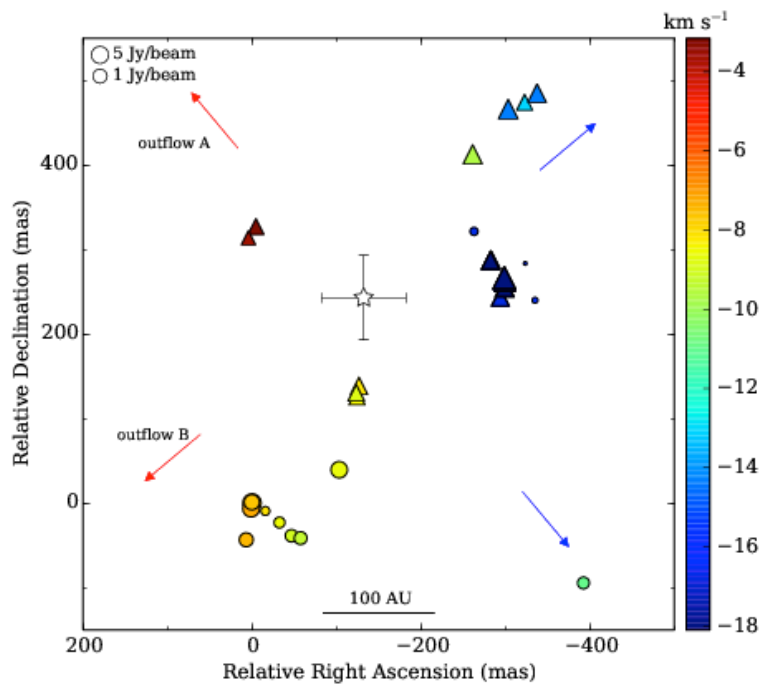 km s⁻¹
5 Jy/beam
1 Jy/beam
outflow A
outflow B
100 AU
400
200
0
200
0
−200
−400
Relative Right Ascension (mas)
Relative Declination (mas)
−4
−6
−8
−10
−12
−14
−16
−18